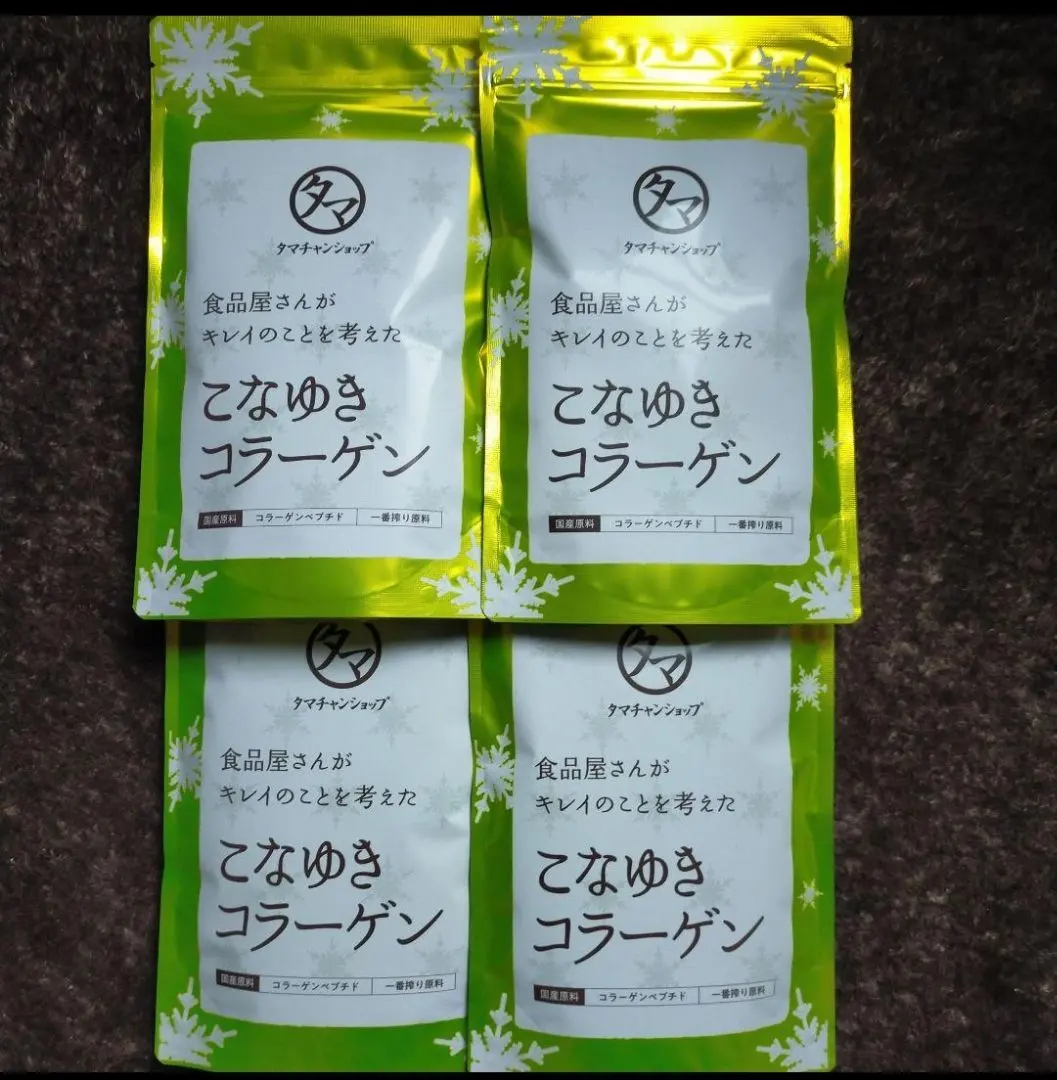 タマ
タマチャンショップ
食品屋さんが
キレイのことを考えた
こなゆき
コラーゲン
国産原料 コラーゲンペプチド 一番搾り原料
タマ
タマチャンショップ
食品屋さんが
キレイのことを考えた
こなゆき
コラーゲン
国産原料 コラーゲンペプチド 一番搾り原料
タマ
タマチャンショップ
食品屋さんが
キレイのことを考えた
こなゆき
コラーゲン
国産原料 コラーゲンペプチド 一番搾り原料
タマ
タマチャンショップ
食品屋さんが
キレイのことを考えた
こなゆき
コラーゲン
国産原料 コラーゲンペプチド 一番搾り原料